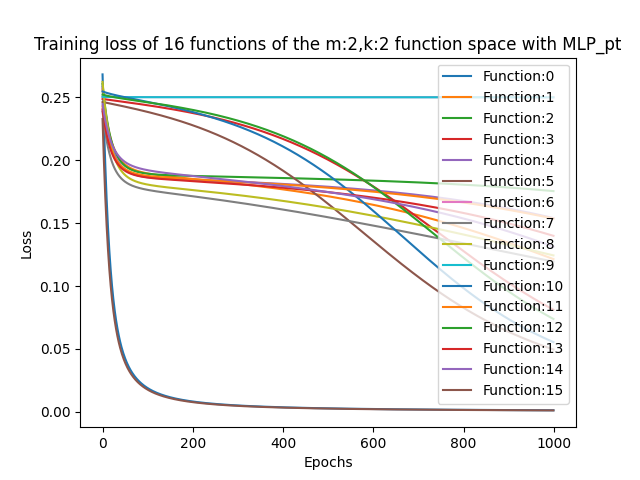 Training loss of 16 functions of the m:2,k:2 function space with MLP_pt
Loss
0.25
0.20
0.15
0.10
0.05
0.00
Function:0
Function:1
Function:2
Function:3
Function:4
Function:5
Function:6
Function:7
Function:8
Function:9
Function:10
Function:11
Function:12
Function:13
Function:14
Function:15
0 200 400 600 800 1000
Epochs